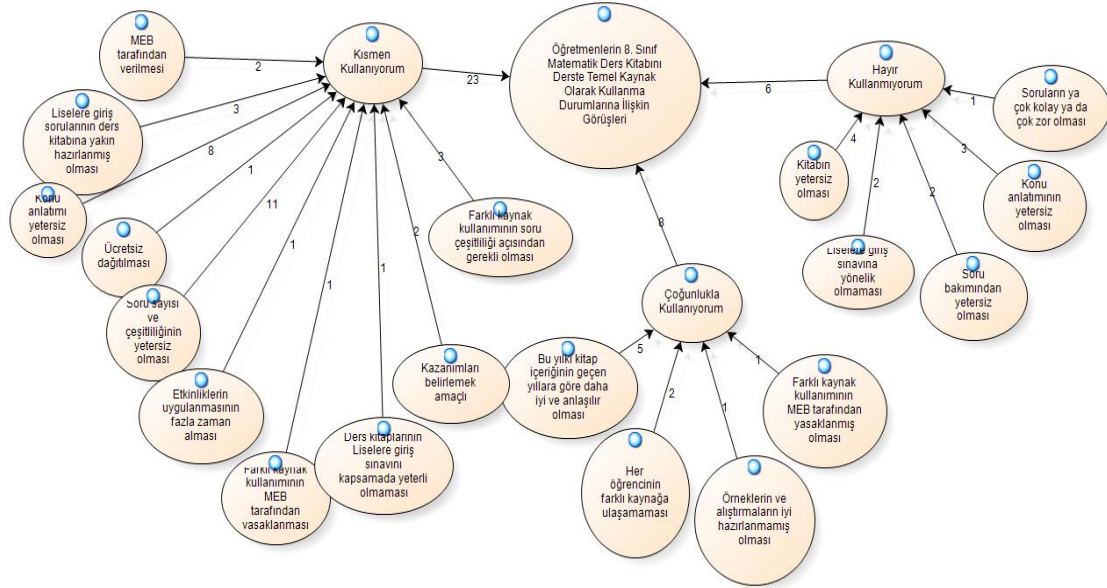 MEB
tarafından
verilmesi
2
Liselere giriş
sorularının ders
kitabına yakın
hazırlanmış
olması
3
Konu
anlatımı
yetersiz
olması
8
Ücretsiz
dağıtılması
1
Soru sayısı
ve
çeşitliliğinin
yetersiz
olması
11
Etkinliklerin
uygulanmasının
fazla zaman
alması
1
Farklı kaynak
kullanımının
MEB
tarafından
yasaklanması
1
Ders kitaplarının
Liselere giriş
sınavını
kapsamada yeterli
olmaması
1
Kazanımları
belirlemek
amaçlı
2
Farklı kaynak
kullanımının soru
çeşitliliği açısından
gerekli olması
3
Kısmen
Kullanıyorum
23
Öğretmenlerin 8. Sınıf
Matematik Ders Kitabını
Derste Temel Kaynak
Olarak Kullanma
Durumlarına İlişkin
Görüşleri
8
Çoğunlukla
Kullanıyorum
Bu yılki kitap
içeriğinin geçen
yıllara göre daha
iyi ve anlaşılır
olması
5
Her
öğrencinin
farklı kaynağa
ulaşamaması
2
Örneklerin ve
alıştırmaların iyi
hazırlanmamış
olması
1
Farklı kaynak
kullanımının
MEB tarafından
yasaklanmış
olması
1
6
Hayır
Kullanmıyorum
Kitabın
yetersiz
olması
4
Liselere giriş
sınavına
yönelik
olmaması
2
Soru
bakımından
yetersiz
olması
2
Konu
anlatımının
yetersiz
olması
3
Soruların ya
çok kolay ya da
çok zor olması
1